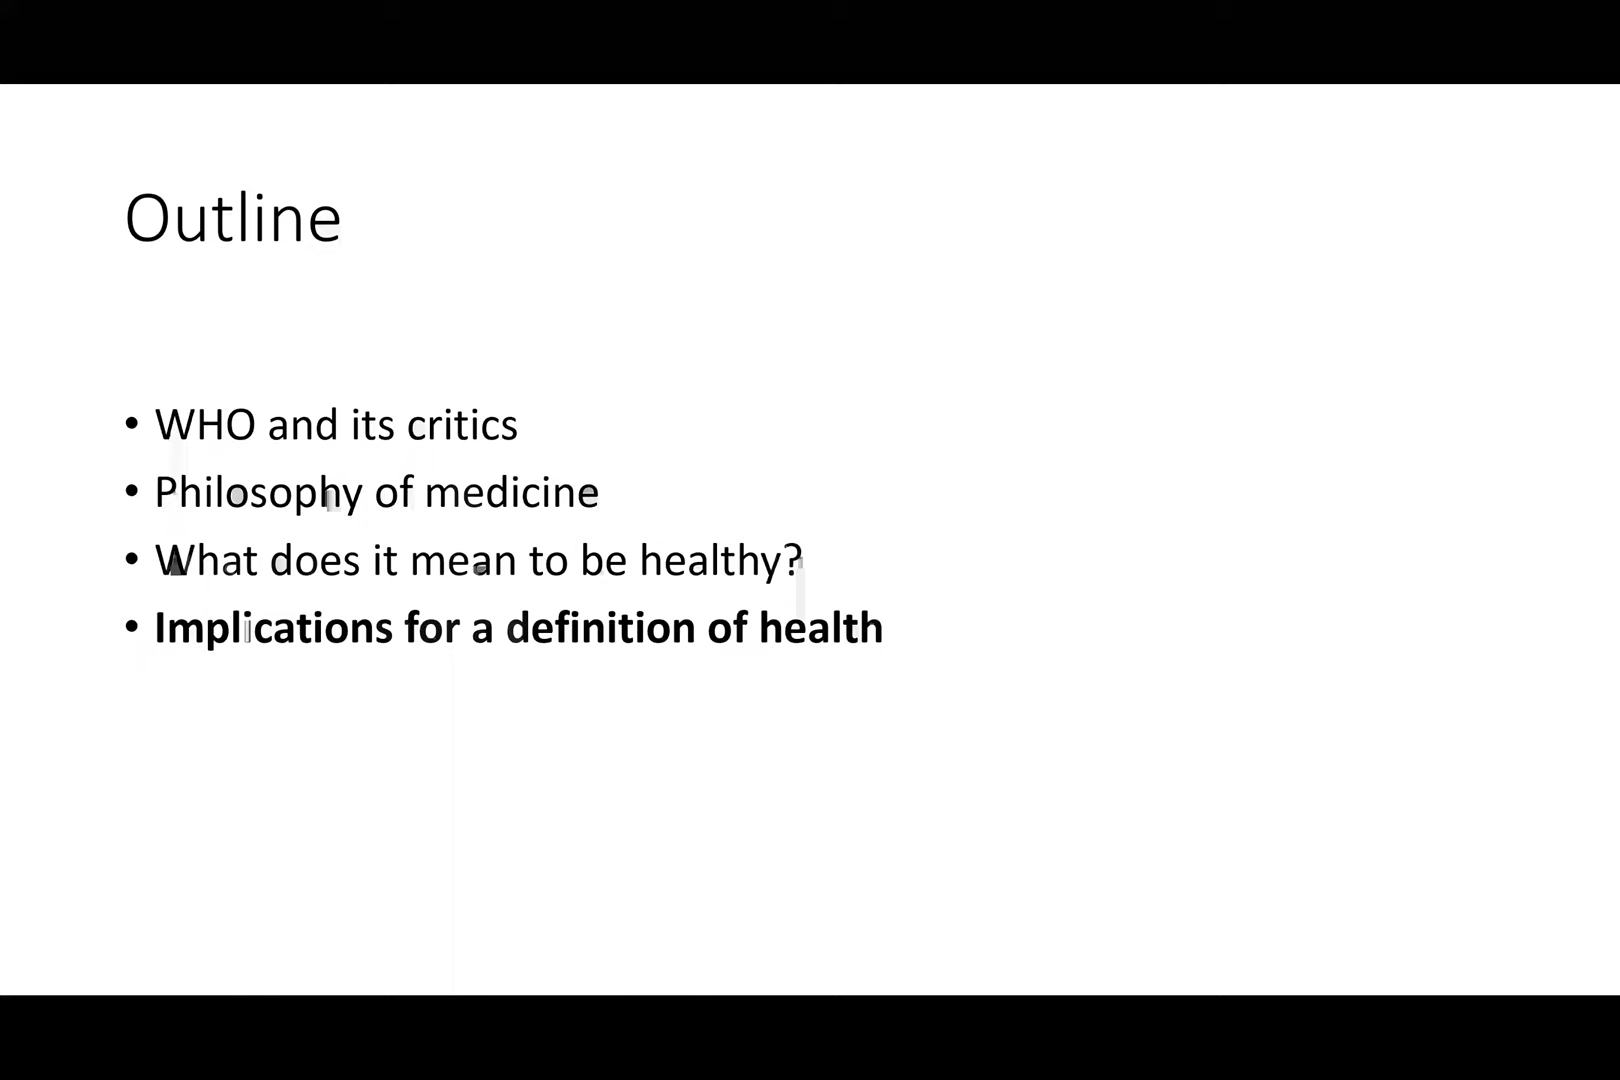 Outline
• WHO and its critics
• Philosophy of medicine
• What does it mean to be healthy?
• Implications for a definition of health